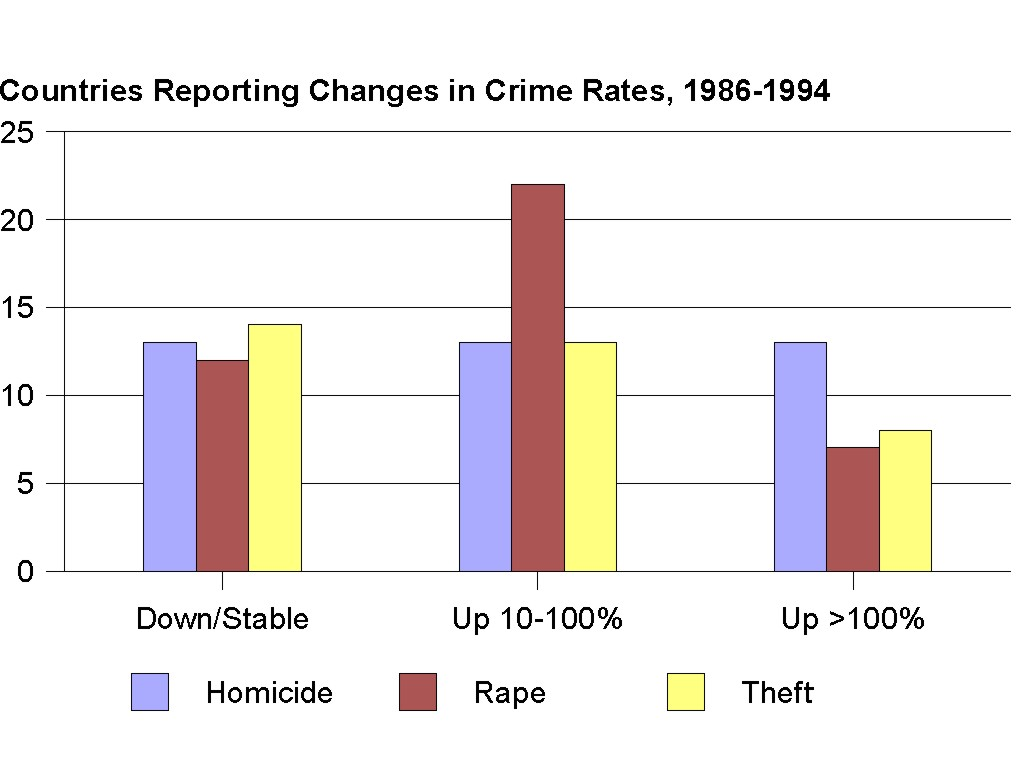 Countries Reporting Changes in Crime Rates, 1986-1994
25
20
15
10
5
0
Down/Stable Up 10-100% Up >100%
Homicide Rape Theft